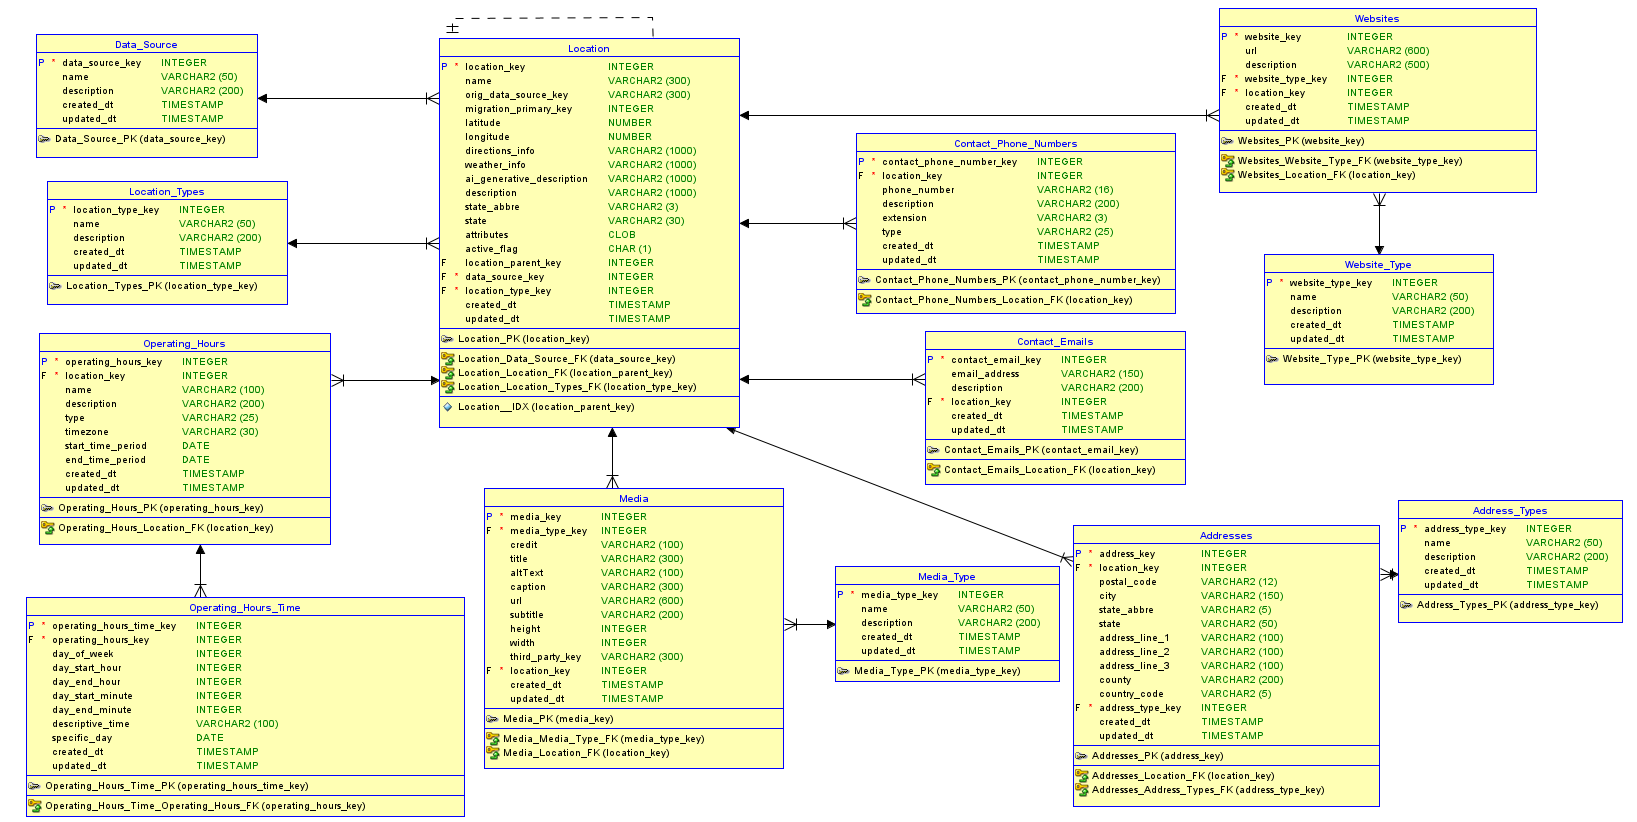 Data_Source
P * data_source_key INTEGER
name VARCHAR2 (50)
description VARCHAR2 (200)
created_dt TIMESTAMP
updated_dt TIMESTAMP
Data_Source_PK (data_source_key)
Location_Types
P * location_type_key INTEGER
name VARCHAR2 (50)
description VARCHAR2 (200)
created_dt TIMESTAMP
updated_dt TIMESTAMP
Location_Types_PK (location_type_key)
Operating_Hours
P * operating_hours_key INTEGER
F * location_key INTEGER
name VARCHAR2 (100)
description VARCHAR2 (200)
type VARCHAR2 (25)
timezone VARCHAR2 (30)
start_time_period DATE
end_time_period DATE
created_dt TIMESTAMP
updated_dt TIMESTAMP
Operating_Hours_PK (operating_hours_key)
Operating_Hours_Location_FK (location_key)
Operating_Hours_Time
P * operating_hours_time_key INTEGER
F * operating_hours_key INTEGER
day_of_week INTEGER
day_start_hour INTEGER
day_end_hour INTEGER
day_start_minute INTEGER
day_end_minute INTEGER
descriptive_time VARCHAR2 (100)
specific_day DATE
created_dt TIMESTAMP
updated_dt TIMESTAMP
Operating_Hours_Time_PK (operating_hours_time_key)
Operating_Hours_Time_Operating_Hours_FK (operating_hours_key)
Location
P * location_key INTEGER
name VARCHAR2 (300)
orig_data_source_key VARCHAR2 (300)
migration_primary_key INTEGER
latitude NUMBER
longitude NUMBER
directions_info VARCHAR2 (1000)
weather_info VARCHAR2 (1000)
ai_generative_description VARCHAR2 (1000)
description VARCHAR2 (1000)
state_abbre VARCHAR2 (3)
state VARCHAR2 (30)
attributes CLOB
active_flag CHAR (1)
F location_parent_key INTEGER
F * data_source_key INTEGER
F * location_type_key INTEGER
created_dt TIMESTAMP
updated_dt TIMESTAMP
Location_PK (location_key)
Location_Data_Source_FK (data_source_key)
Location_Location_FK (location_parent_key)
Location_Location_Types_FK (location_type_key)
Location__IDX (location_parent_key)
Media
P * media_key INTEGER
F * media_type_key INTEGER
credit VARCHAR2 (100)
title VARCHAR2 (300)
altText VARCHAR2 (100)
caption VARCHAR2 (300)
url VARCHAR2 (600)
subtitle VARCHAR2 (200)
height INTEGER
width INTEGER
third_party_key VARCHAR2 (300)
F * location_key INTEGER
created_dt TIMESTAMP
updated_dt TIMESTAMP
Media_PK (media_key)
Media_Media_Type_FK (media_type_key)
Media_Location_FK (location_key)
Contact_Phone_Numbers
P * contact_phone_number_key INTEGER
F * location_key INTEGER
phone_number VARCHAR2 (16)
description VARCHAR2 (200)
extension VARCHAR2 (3)
type VARCHAR2 (25)
created_dt TIMESTAMP
updated_dt TIMESTAMP
Contact_Phone_Numbers_PK (contact_phone_number_key)
Contact_Phone_Numbers_Location_FK (location_key)
Contact_Emails
P * contact_email_key INTEGER
email_address VARCHAR2 (150)
description VARCHAR2 (200)
F * location_key INTEGER
created_dt TIMESTAMP
updated_dt TIMESTAMP
Contact_Emails_PK (contact_email_key)
Contact_Emails_Location_FK (location_key)
Media_Type
P * media_type_key INTEGER
name VARCHAR2 (50)
description VARCHAR2 (200)
created_dt TIMESTAMP
updated_dt TIMESTAMP
Media_Type_PK (media_type_key)
Websites
P * website_key INTEGER
url VARCHAR2 (600)
description VARCHAR2 (500)
F * website_type_key INTEGER
F * location_key INTEGER
created_dt TIMESTAMP
updated_dt TIMESTAMP
Websites_PK (website_key)
Websites_Website_Type_FK (website_type_key)
Websites_Location_FK (location_key)
Website_Type
P * website_type_key INTEGER
name VARCHAR2 (50)
description VARCHAR2 (200)
created_dt TIMESTAMP
updated_dt TIMESTAMP
Website_Type_PK (website_type_key)
Addresses
P * address_key INTEGER
F * location_key INTEGER
postal_code VARCHAR2 (12)
city VARCHAR2 (150)
state_abbre VARCHAR2 (5)
state VARCHAR2 (50)
address_line_1 VARCHAR2 (100)
address_line_2 VARCHAR2 (100)
address_line_3 VARCHAR2 (100)
county VARCHAR2 (200)
country_code VARCHAR2 (5)
F * address_type_key INTEGER
created_dt TIMESTAMP
updated_dt TIMESTAMP
Addresses_PK (address_key)
Addresses_Location_FK (location_key)
Addresses_Address_Types_FK (address_type_key)
Address_Types
P * address_type_key INTEGER
name VARCHAR2 (50)
description VARCHAR2 (200)
created_dt TIMESTAMP
updated_dt TIMESTAMP
Address_Types_PK (address_type_key)